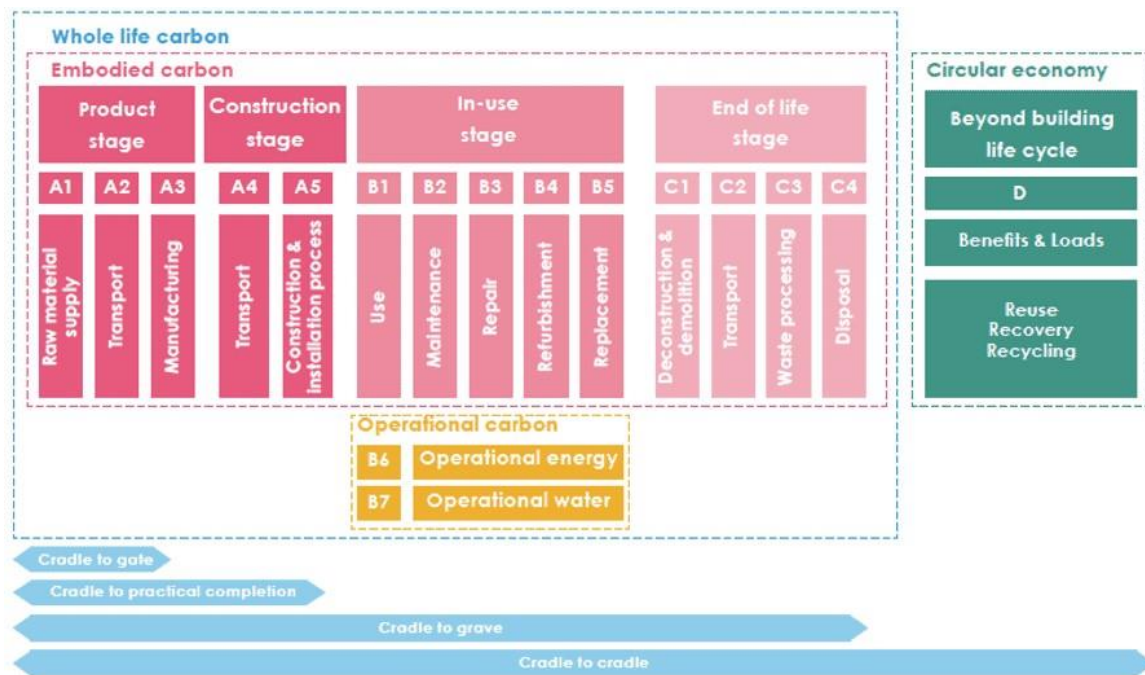 Whole life carbon
Embodied carbon
Circular economy
Product
stage
Construction
stage
In-use
stage
End of life
stage
Beyond building
life cycle
A1
A2
A3
A4
A5
B1
B2
B3
B4
B5
C1
C2
C3
C4
D
Raw material
supply
Transport
Manufacturing
Transport
Construction &
installation process
Use
Maintenance
Repair
Refurbishment
Replacement
Deconstruction &
demolition
Transport
Waste processing
Disposal
Benefits & Loads
Reuse
Recovery
Recycling
Operational carbon
B6
Operational energy
B7
Operational water
Cradle to gate
Cradle to practical completion
Cradle to grave
Cradle to cradle